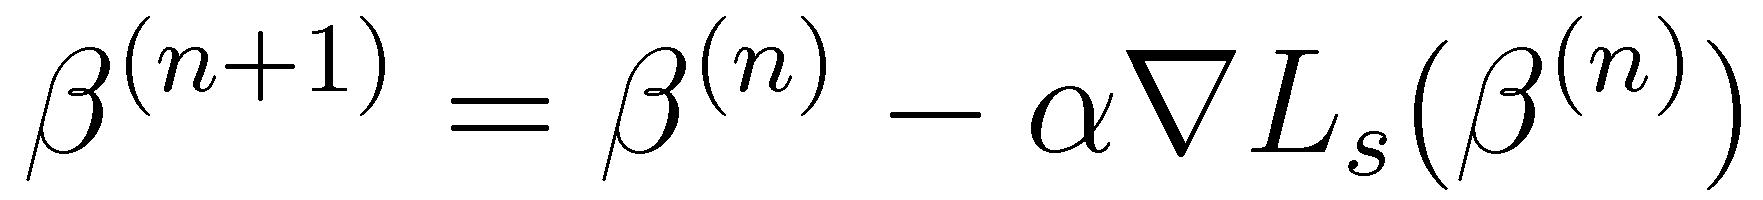 β^{(n+1)} = β^{(n)} − α∇L_s(β^{(n)})